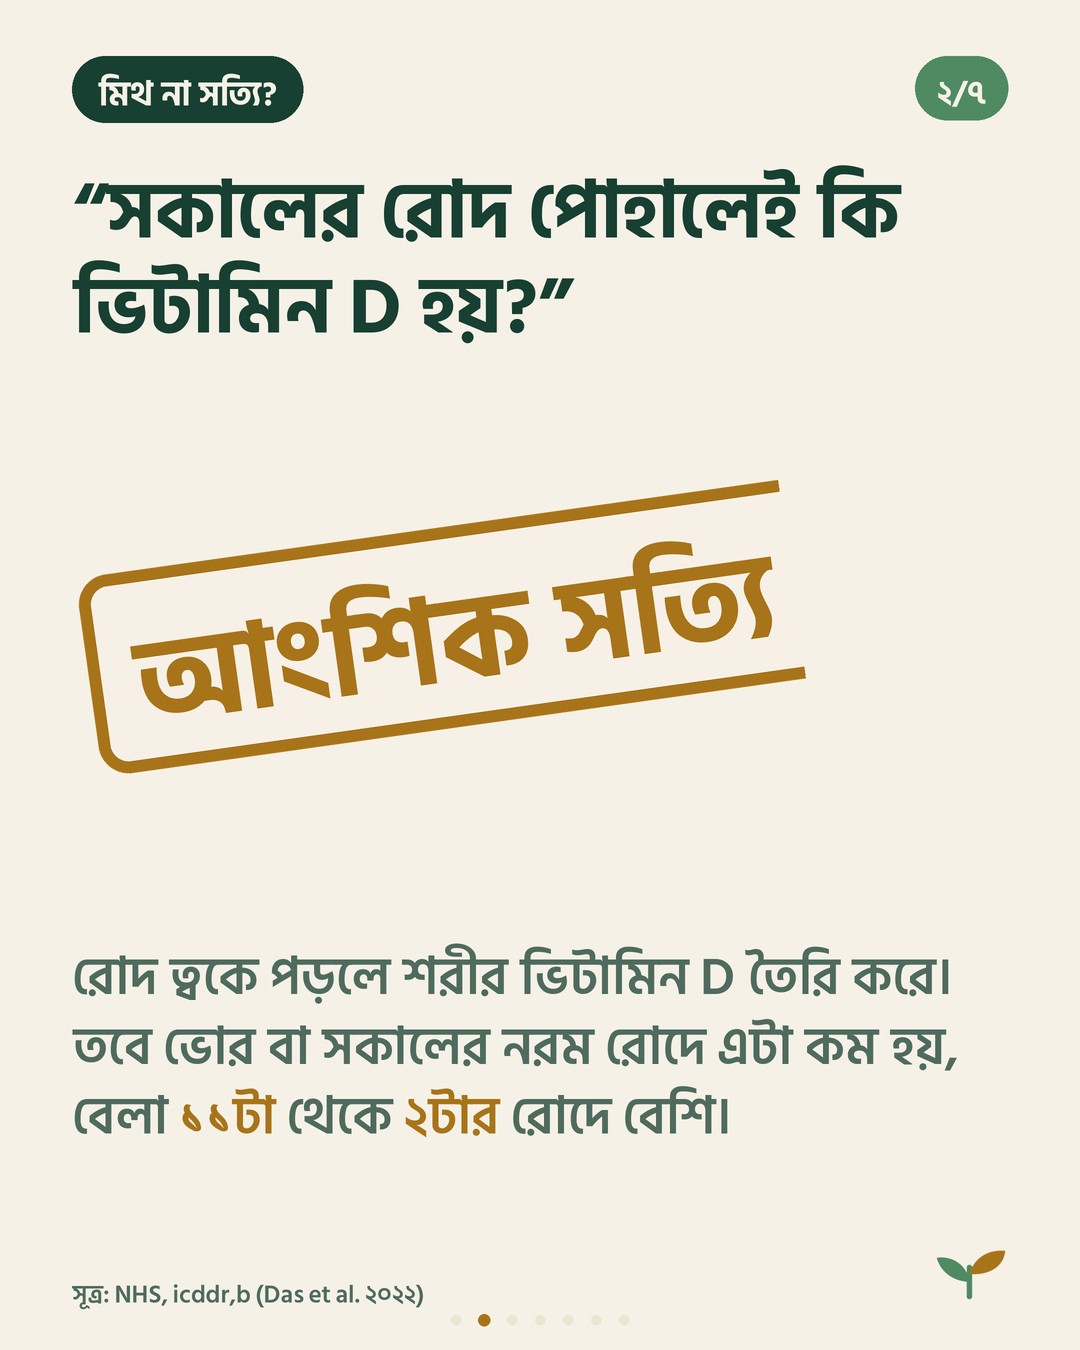 মিথ না সত্যি?
২/৭
“সকালের রোদ পোহালেই কি
ভিটামিন D হয়?”
আংশিক সত্যি
রোদ ত্বকে পড়লে শরীর ভিটামিন D তৈরি করে।
তবে ভোর বা সকালের নরম রোদে এটা কম হয়,
বেলা ১১টা থেকে ২টার রোদে বেশি।
সূত্র: NHS, icddr,b (Das et al. ২০২২)